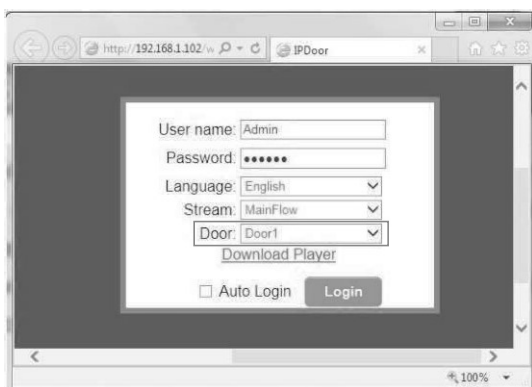 http://192.168.1.102/w
IPDoor
User name: Admin
Password: ••••••
Language: English
Stream: MainFlow
Door: Door1
Download Player
Auto Login Login
100%